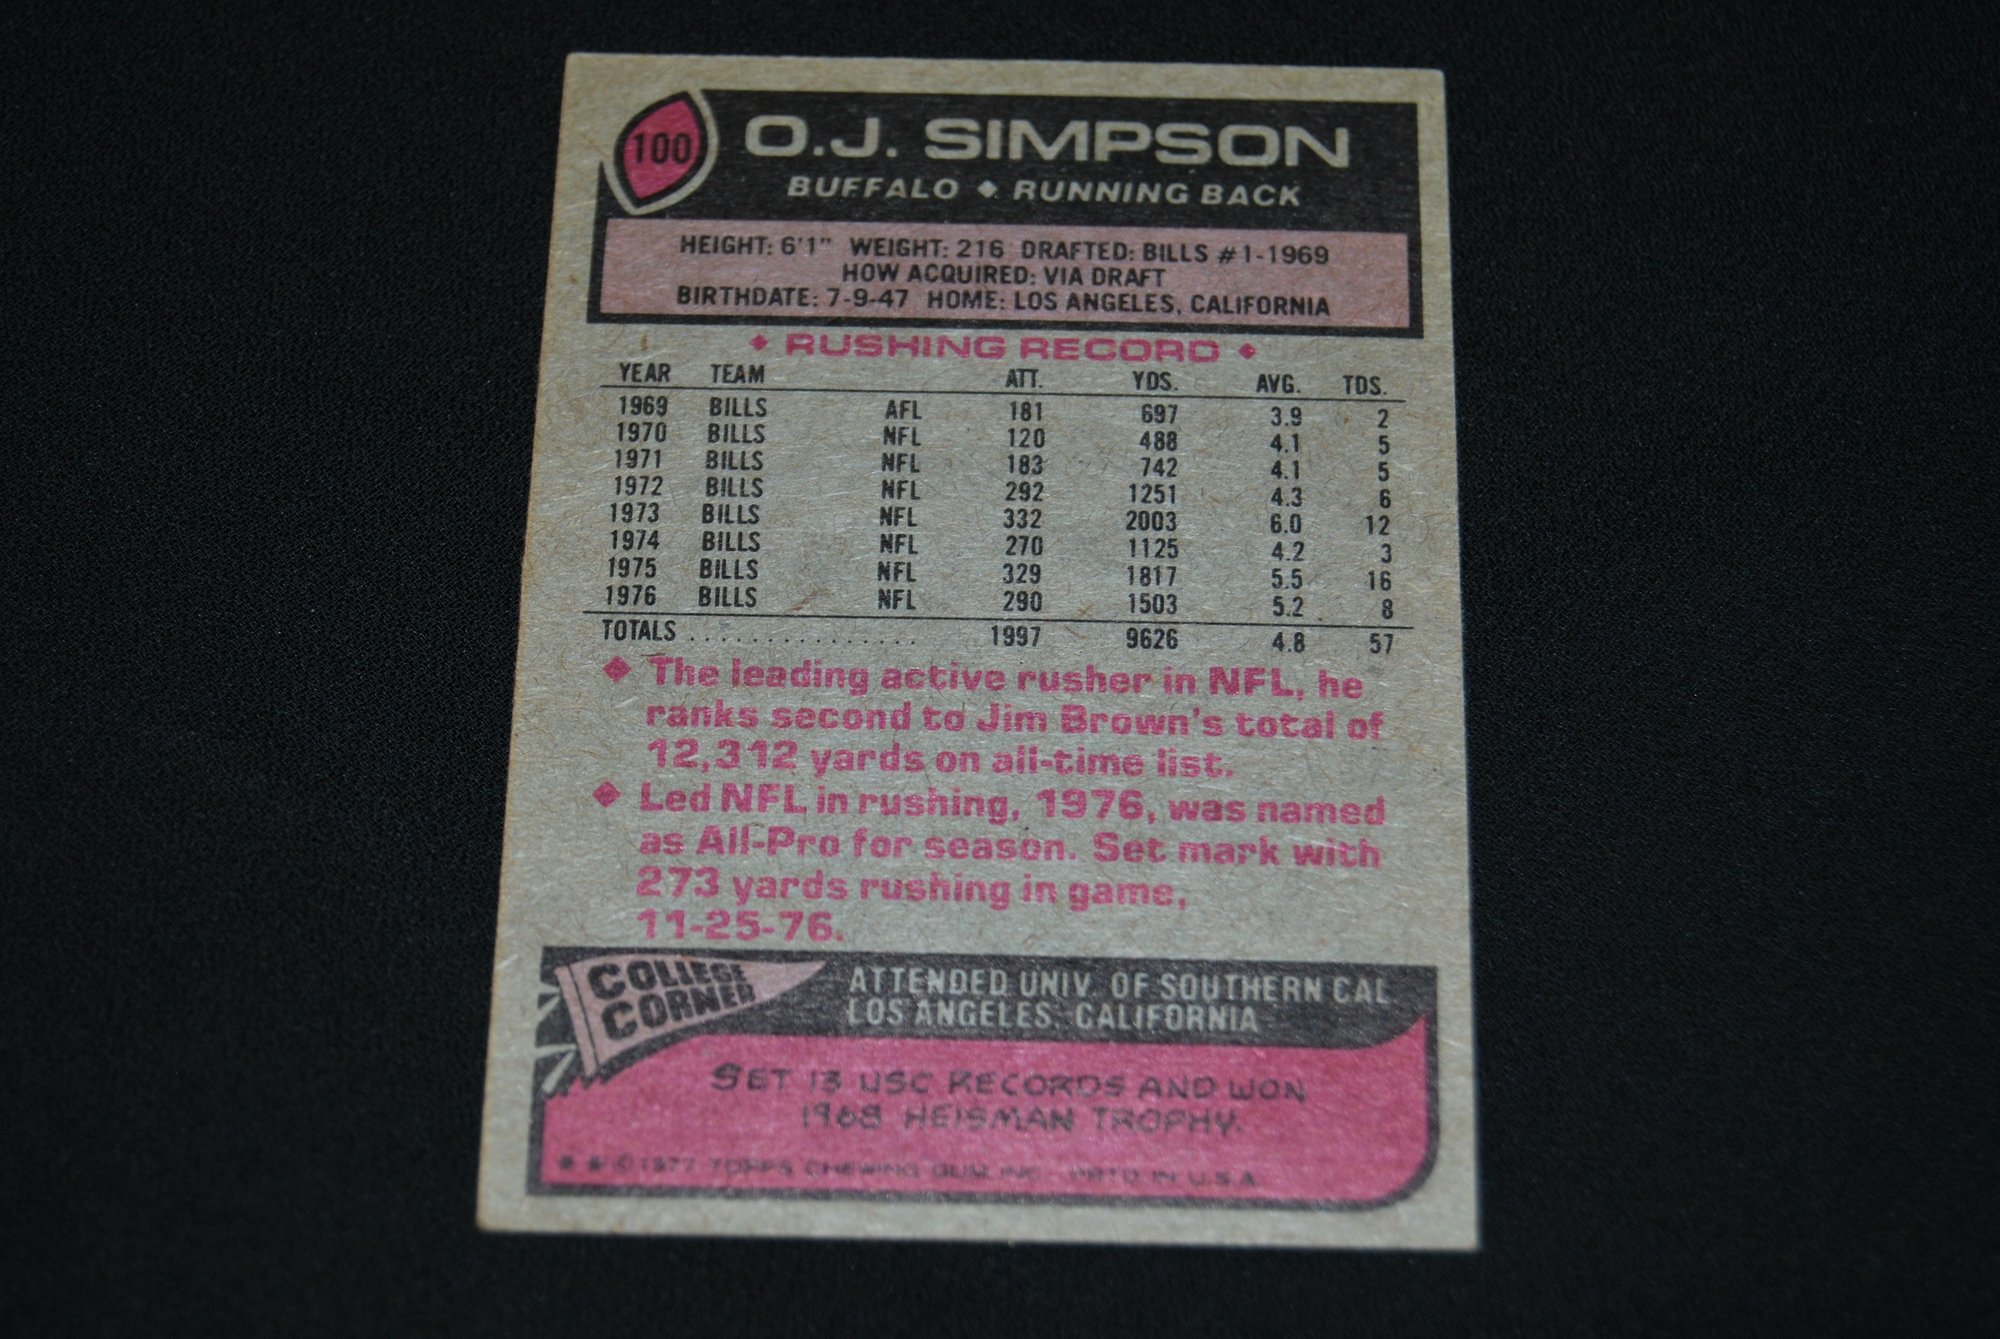 100
O.J. SIMPSON
BUFFALO ◆ RUNNING BACK
HEIGHT: 6'1" WEIGHT: 216 DRAFTED: BILLS #1-1969
HOW ACQUIRED: VIA DRAFT
BIRTHDATE: 7-9-47 HOME: LOS ANGELES, CALIFORNIA
◆ RUSHING RECORD ◆
YEAR TEAM ATT. YDS. AVG. TDS.
1969 BILLS AFL 181 697 3.9 2
1970 BILLS NFL 120 488 4.1 5
1971 BILLS NFL 183 742 4.1 5
1972 BILLS NFL 292 1251 4.3 6
1973 BILLS NFL 332 2003 6.0 12
1974 BILLS NFL 270 1125 4.2 3
1975 BILLS NFL 329 1817 5.5 16
1976 BILLS NFL 290 1503 5.2 8
TOTALS ................ 1997 9626 4.8 57
◆ The leading active rusher in NFL, he
ranks second to Jim Brown's total of
12,312 yards on all-time list.
◆ Led NFL in rushing, 1976, was named
as All-Pro for season. Set mark with
273 yards rushing in game,
11-25-76.
COLLEGE
CORNER
ATTENDED UNIV. OF SOUTHERN CAL
LOS ANGELES, CALIFORNIA
SET 13 USC RECORDS AND WON
1968 HEISMAN TROPHY.
* * © 1977 TOPPS CHEWING GUM, INC. PRTD. IN U.S.A.